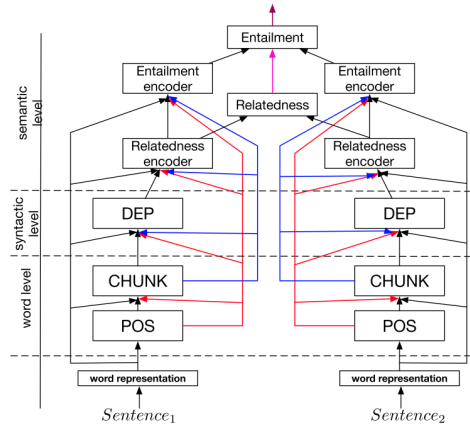 Entailment
Entailment
encoder
Entailment
encoder
Relatedness
semantic
level
Relatedness
encoder
Relatedness
encoder
syntactic
level
DEP
DEP
word level
CHUNK
CHUNK
POS
POS
word representation
word representation
Sentence₁
Sentence₂